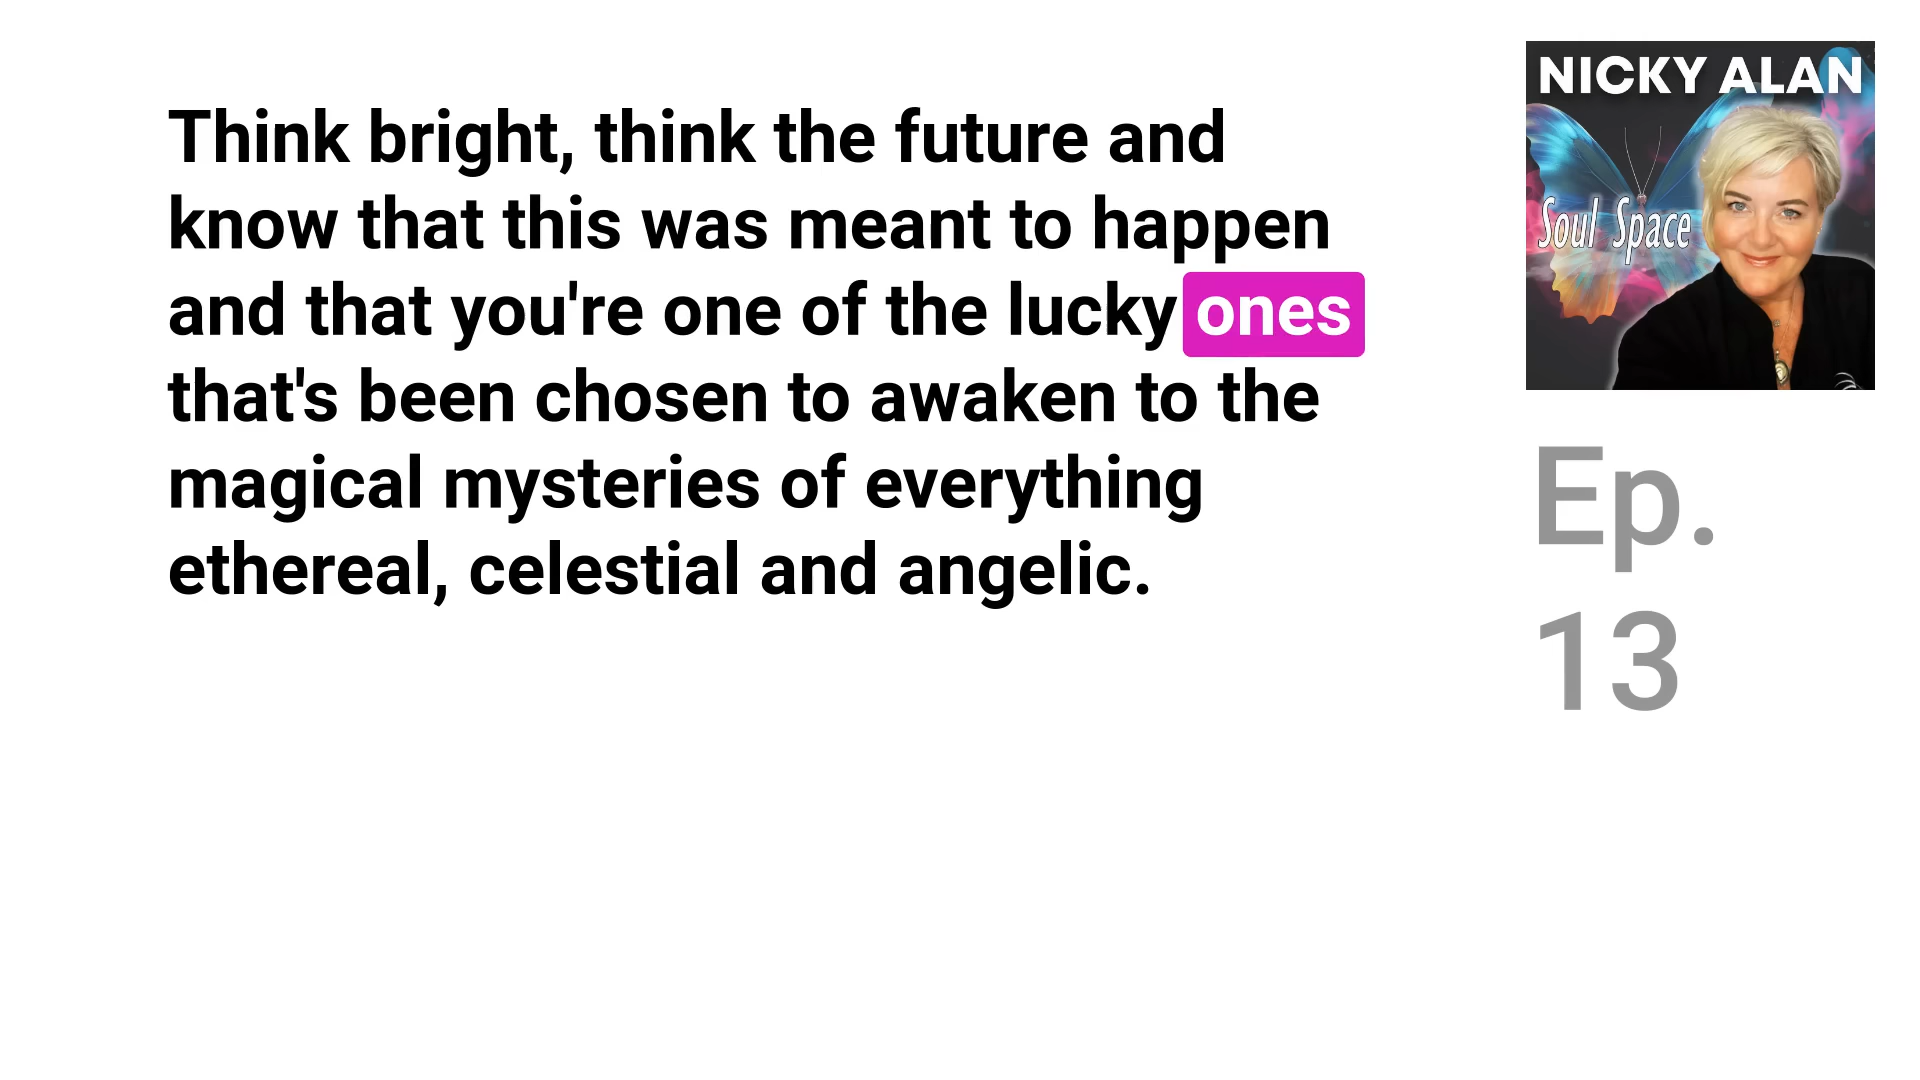 Think bright, think the future and
know that this was meant to happen
and that you're one of the lucky ones
that's been chosen to awaken to the
magical mysteries of everything
ethereal, celestial and angelic.
NICKY ALAN
Soul Space
Ep.
13